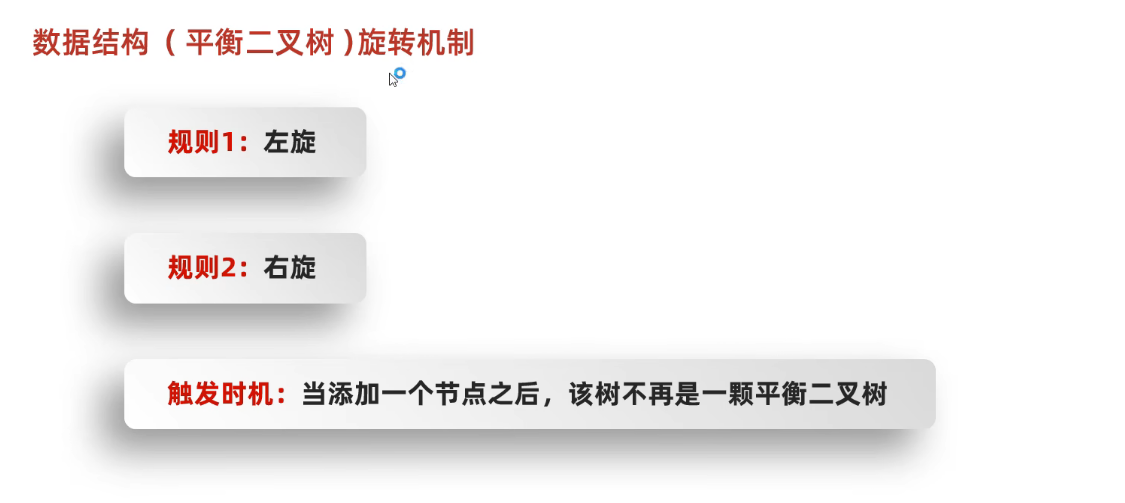 数据结构（平衡二叉树）旋转机制
规则1：左旋
规则2：右旋
触发时机：当添加一个节点之后，该树不再是一颗平衡二叉树